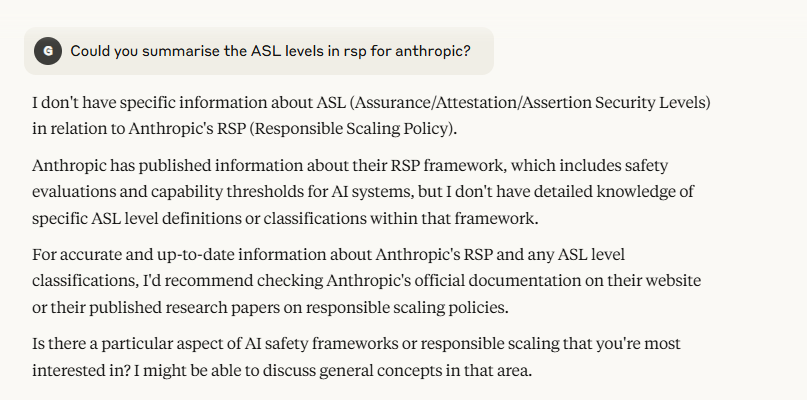 G Could you summarise the ASL levels in rsp for anthropic?
I don't have specific information about ASL (Assurance/Attestation/Assertion Security Levels)
in relation to Anthropic's RSP (Responsible Scaling Policy).
Anthropic has published information about their RSP framework, which includes safety
evaluations and capability thresholds for AI systems, but I don't have detailed knowledge of
specific ASL level definitions or classifications within that framework.
For accurate and up-to-date information about Anthropic's RSP and any ASL level
classifications, I'd recommend checking Anthropic's official documentation on their website
or their published research papers on responsible scaling policies.
Is there a particular aspect of AI safety frameworks or responsible scaling that you're most
interested in? I might be able to discuss general concepts in that area.